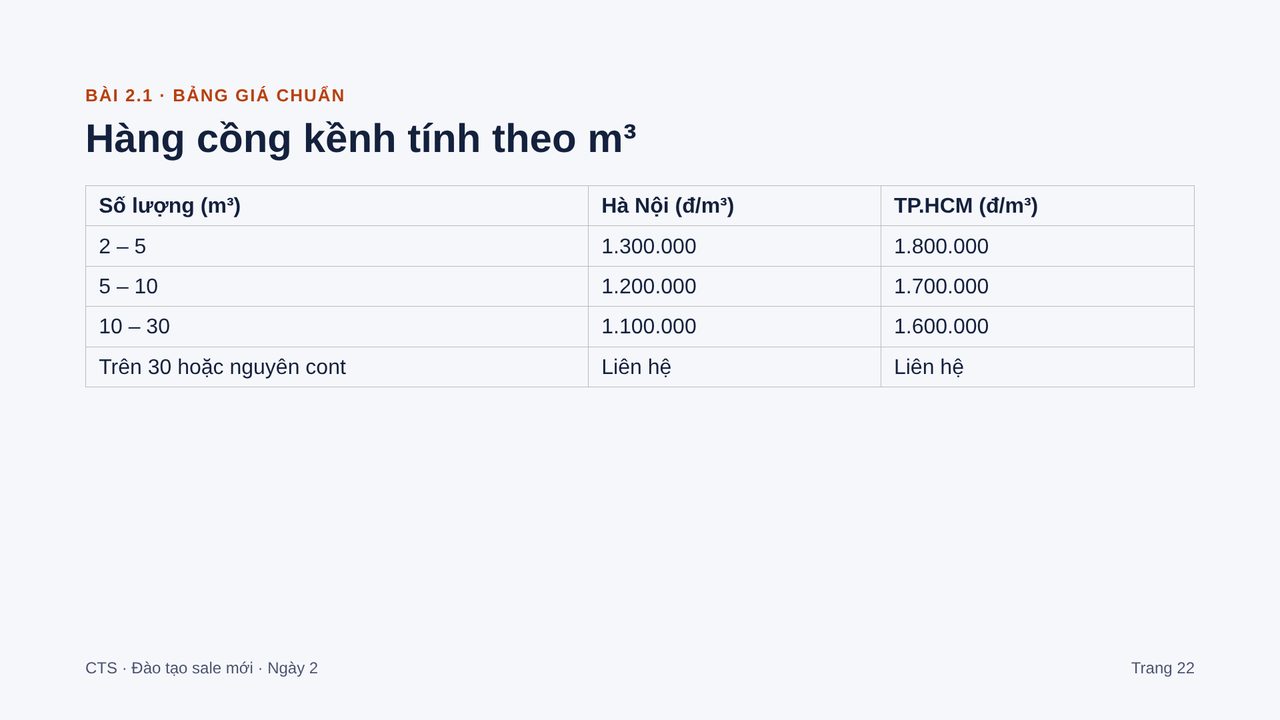 BÀI 2.1 · BẢNG GIÁ CHUẨN
Hàng cồng kềnh tính theo m³
Số lượng (m³) Hà Nội (đ/m³) TP.HCM (đ/m³)
2 – 5 1.300.000 1.800.000
5 – 10 1.200.000 1.700.000
10 – 30 1.100.000 1.600.000
Trên 30 hoặc nguyên cont Liên hệ Liên hệ
CTS · Đào tạo sale mới · Ngày 2 Trang 22